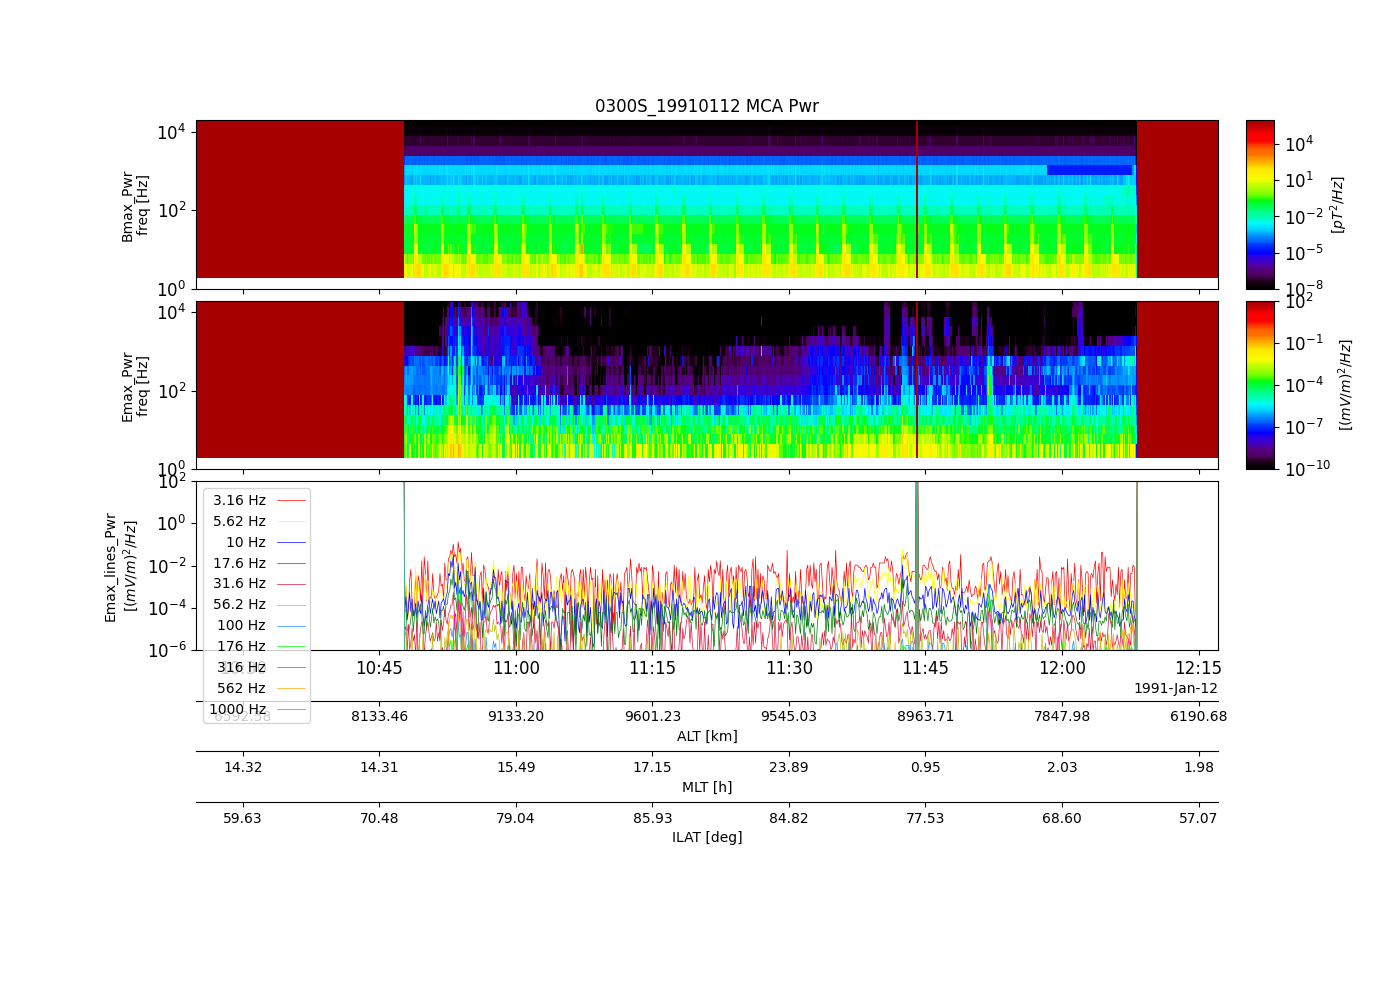 0300S_19910112 MCA Pwr
Bmax_Pwr
freq [Hz]
10^4
10^2
10^0
10^4
10^1
10^-2
10^-5
10^-8
[pT^2/Hz]
Emax_Pwr
freq [Hz]
10^4
10^2
10^0
10^2
10^-1
10^-4
10^-7
10^-10
[(mV/m)^2/Hz]
Emax_lines_Pwr
[(mV/m)^2/Hz]
10^2
10^0
10^-2
10^-4
10^-6
3.16 Hz
5.62 Hz
10 Hz
17.6 Hz
31.6 Hz
56.2 Hz
100 Hz
176 Hz
316 Hz
562 Hz
1000 Hz
10:45 11:00 11:15 11:30 11:45 12:00 12:15
1991-Jan-12
6592.58 8133.46 9133.20 9601.23 9545.03 8963.71 7847.98 6190.68
ALT [km]
14.32 14.31 15.49 17.15 23.89 0.95 2.03 1.98
MLT [h]
59.63 70.48 79.04 85.93 84.82 77.53 68.60 57.07
ILAT [deg]